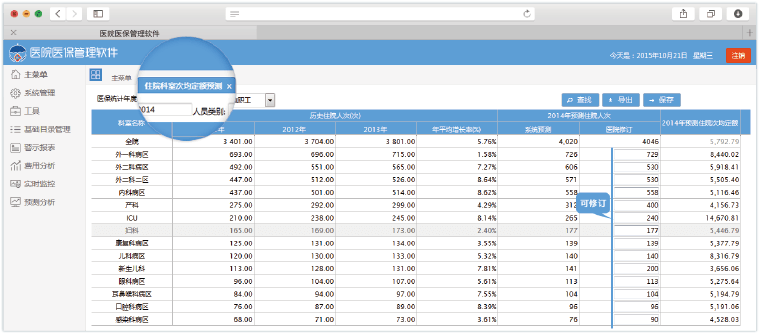 医院医保管理软件
医院医保管理软件
今天是：2015年10月21日 星期三
注销
主菜单
系统管理
工具
基础目录管理
警示报表
费用分析
实时监控
预测分析
主菜单
住院科室次均定额预测 x
医保统计年度
2014
人员类别:
职工
查找
导出
保存
科室名称 历史住院人次(次) 2014年预测住院人次 2014年预测住院次均定额
年 2012年 2013年 年平均增长率(%) 系统预测 医院修订
全院 3 401.00 3 704.00 3 801.00 5.76% 4,020 4046 5,792.79
外一科病区 693.00 696.00 715.00 1.58% 726 729 8,440.02
外二科病区 492.00 551.00 566.00 7.27% 606 530 5,918.41
外一科二区 447.00 512.00 526.00 8.64% 571 530 5,505.40
内科病区 437.00 501.00 514.00 8.62% 558 558 5,116.46
产科 275.00 292.00 299.00 4.29% 312 400 4,156.73
ICU 210.00 238.00 245.00 8.14% 265 240 14,670.81
妇科 165.00 169.00 173.00 2.40% 177 177 5,446.79
康复科病区 125.00 131.00 134.00 3.55% 139 139 5,377.79
儿科病区 120.00 130.00 133.00 5.32% 140 140 8,316.79
新生儿科 113.00 128.00 131.00 7.81% 141 200 3,656.06
眼科病区 96.00 104.00 107.00 5.61% 113 113 5,275.64
耳鼻喉科病区 84.00 94.00 97.00 7.55% 104 104 5,194.79
口腔科病区 76.00 87.00 89.00 8.39% 96 96 5,191.06
感染科病区 68.00 71.00 73.00 3.61% 76 90 4,528.03
可修订